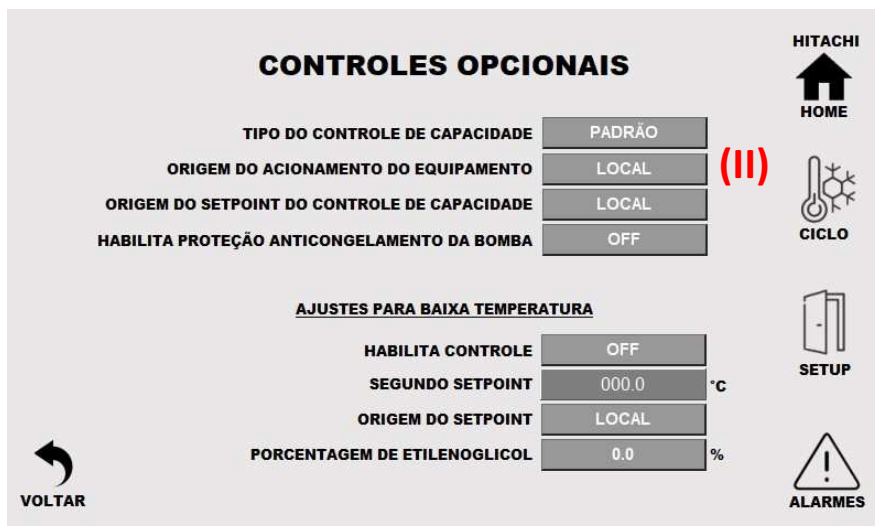 HITACHI
CONTROLES OPCIONAIS
HOME
TIPO DO CONTROLE DE CAPACIDADE PADRÃO
ORIGEM DO ACIONAMENTO DO EQUIPAMENTO LOCAL (II)
ORIGEM DO SETPOINT DO CONTROLE DE CAPACIDADE LOCAL
HABILITA PROTEÇÃO ANTICONGELAMENTO DA BOMBA OFF
CICLO
AJUSTES PARA BAIXA TEMPERATURA
HABILITA CONTROLE OFF
SETUP
SEGUNDO SETPOINT 000.0 °C
ORIGEM DO SETPOINT LOCAL
PORCENTAGEM DE ETILENOGLICOL 0.0 %
VOLTAR
ALARMES